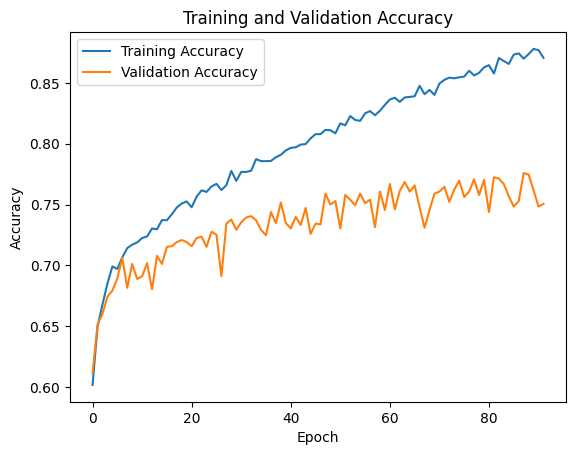 Training and Validation Accuracy
Training Accuracy
Validation Accuracy
0.85
0.80
0.75
0.70
0.65
0.60
Accuracy
0
20
40
60
80
Epoch